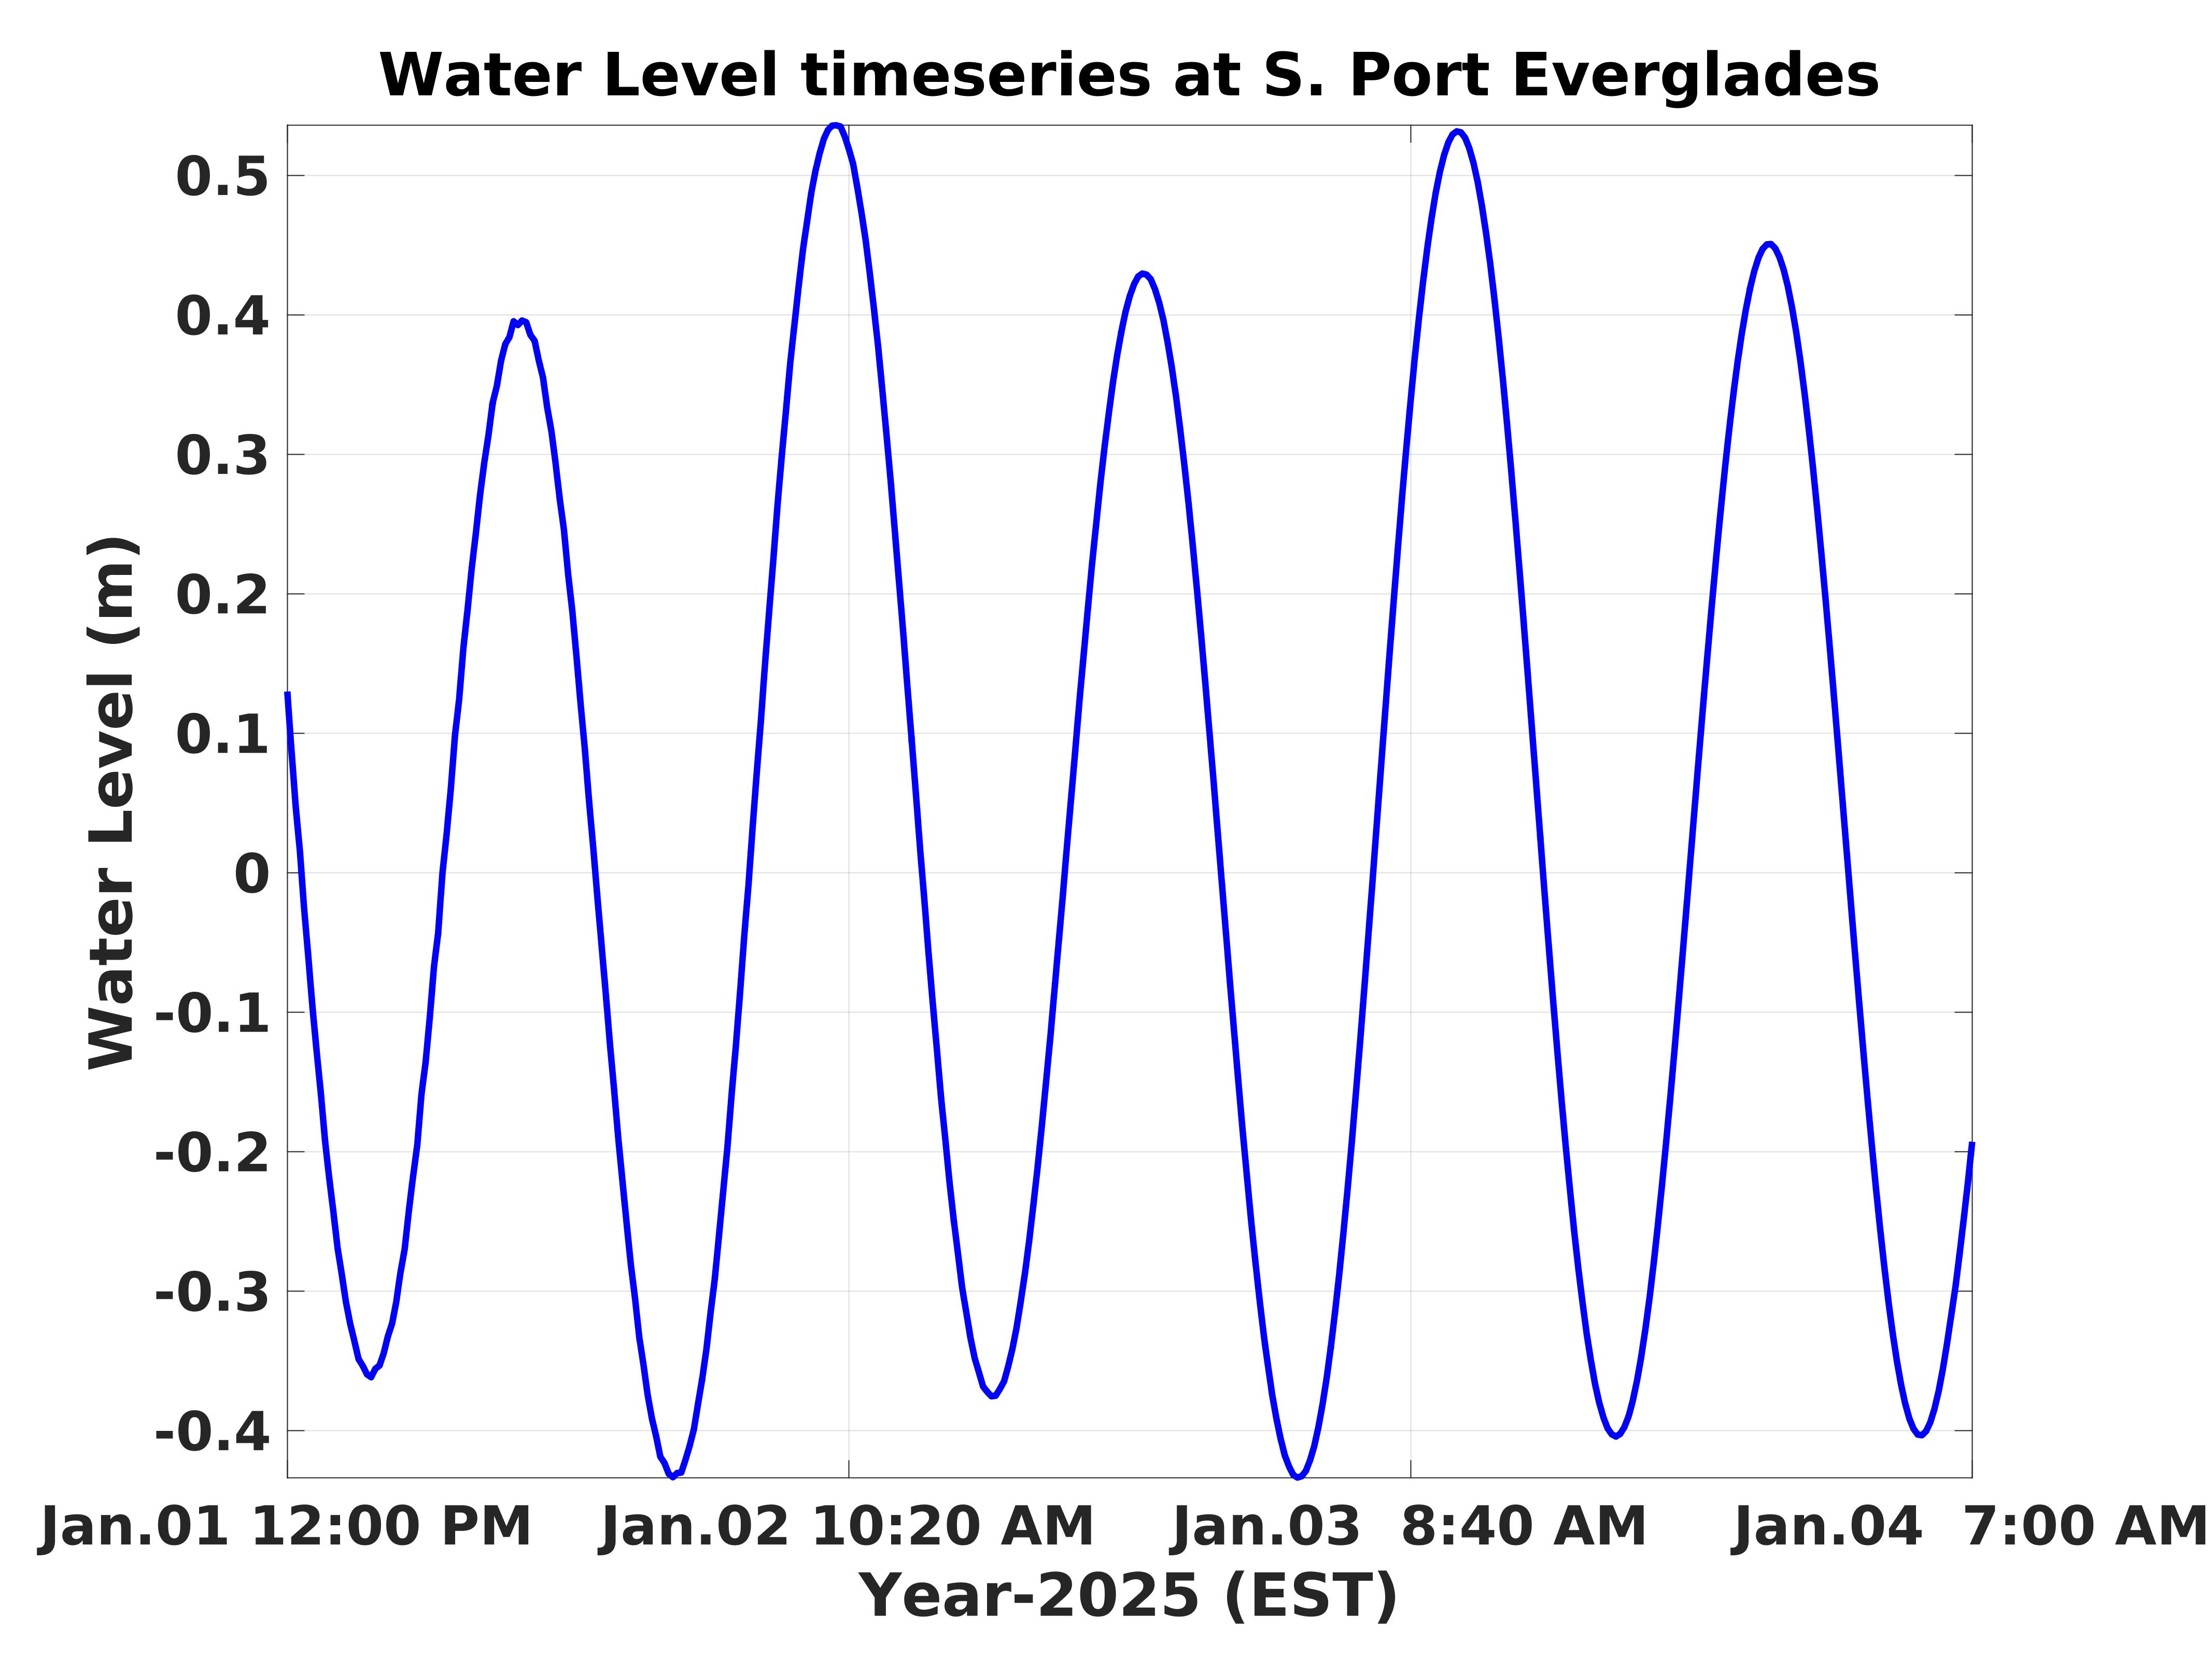 Water Level timeseries at S. Port Everglades
Water Level (m)
0.5
0.4
0.3
0.2
0.1
0
-0.1
-0.2
-0.3
-0.4
Jan.01 12:00 PM Jan.02 10:20 AM Jan.03 8:40 AM Jan.04 7:00 AM
Year-2025 (EST)